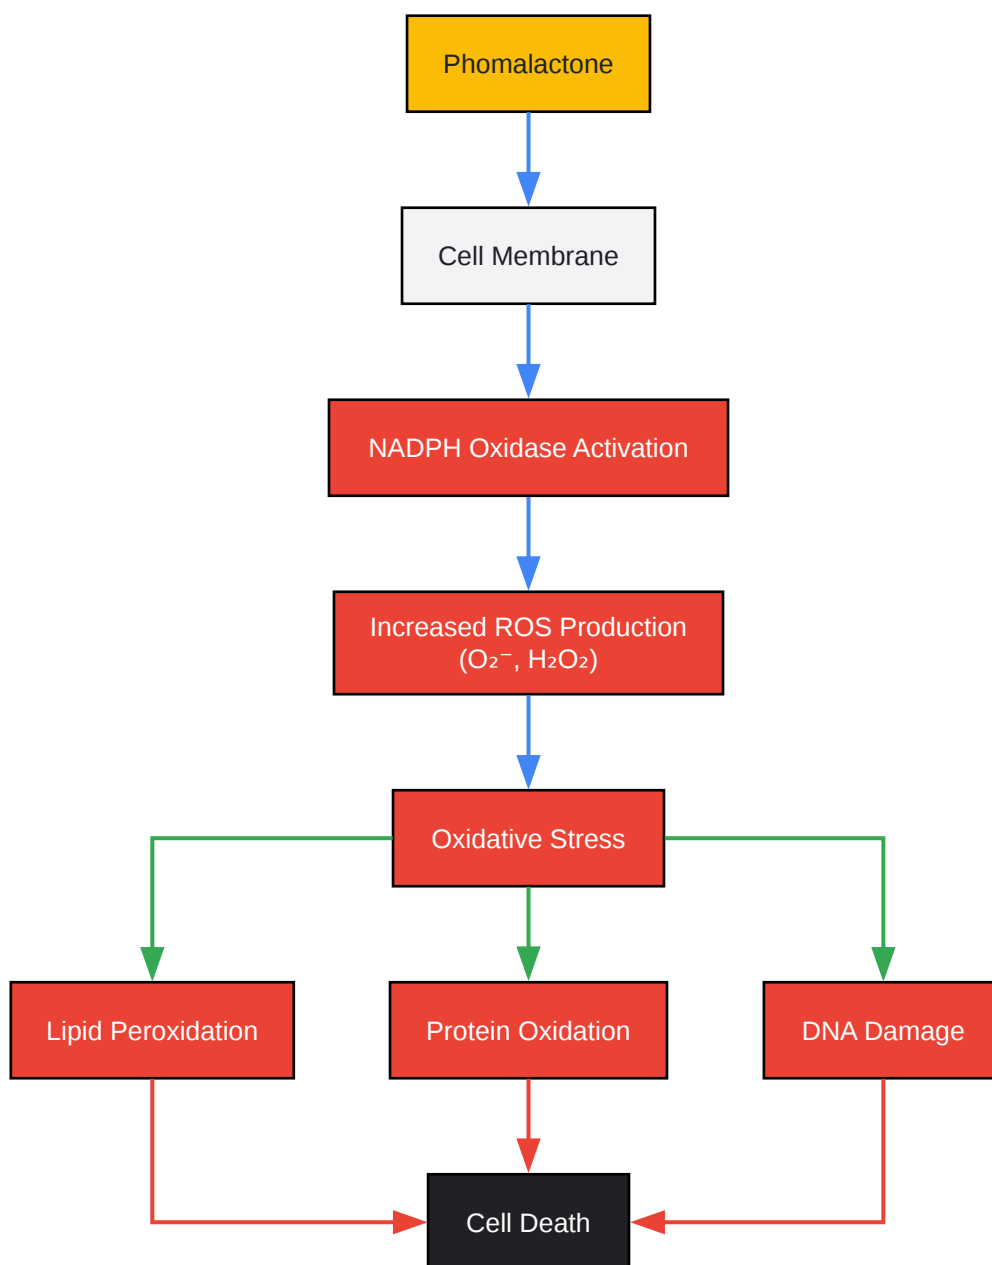 Phomalactone
Cell Membrane
NADPH Oxidase Activation
Increased ROS Production
(O₂⁻, H₂O₂)
Oxidative Stress
Lipid Peroxidation
Protein Oxidation
DNA Damage
Cell Death